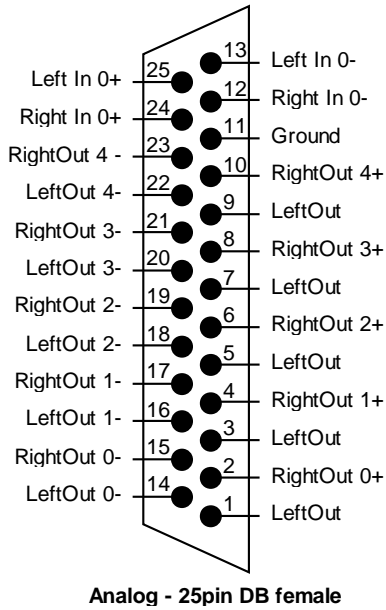 13 Left In 0-
Left In 0+ 25
12 Right In 0-
Right In 0+ 24
11 Ground
RightOut 4 - 23
10 RightOut 4+
LeftOut 4- 22
9 LeftOut
RightOut 3- 21
8 RightOut 3+
LeftOut 3- 20
7 LeftOut
RightOut 2- 19
6 RightOut 2+
LeftOut 2- 18
5 LeftOut
RightOut 1- 17
4 RightOut 1+
LeftOut 1- 16
3 LeftOut
RightOut 0- 15
2 RightOut 0+
LeftOut 0- 14
1 LeftOut
Analog - 25pin DB female